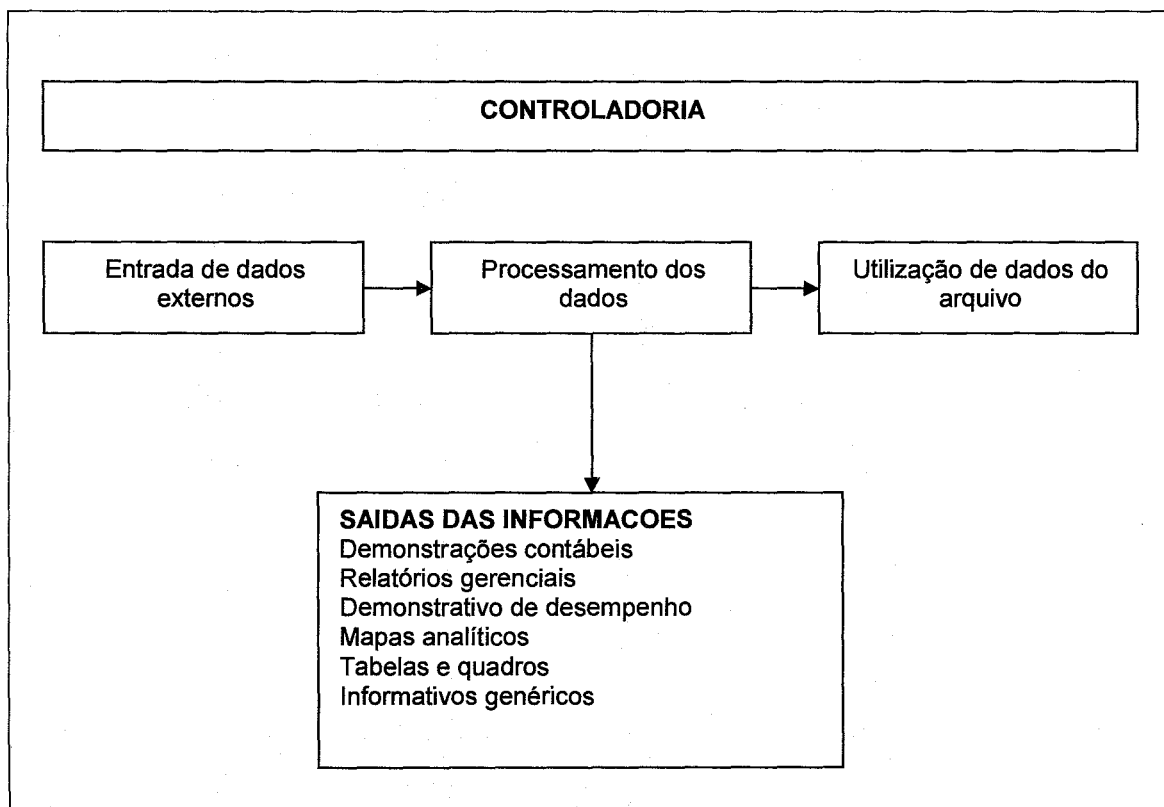 CONTROLADORIA
Entrada de dados
externos
Processamento dos
dados
Utilização de dados do
arquivo
SAIDAS DAS INFORMACOES
Demonstrações contábeis
Relatórios gerenciais
Demonstrativo de desempenho
Mapas analíticos
Tabelas e quadros
Informativos genéricos